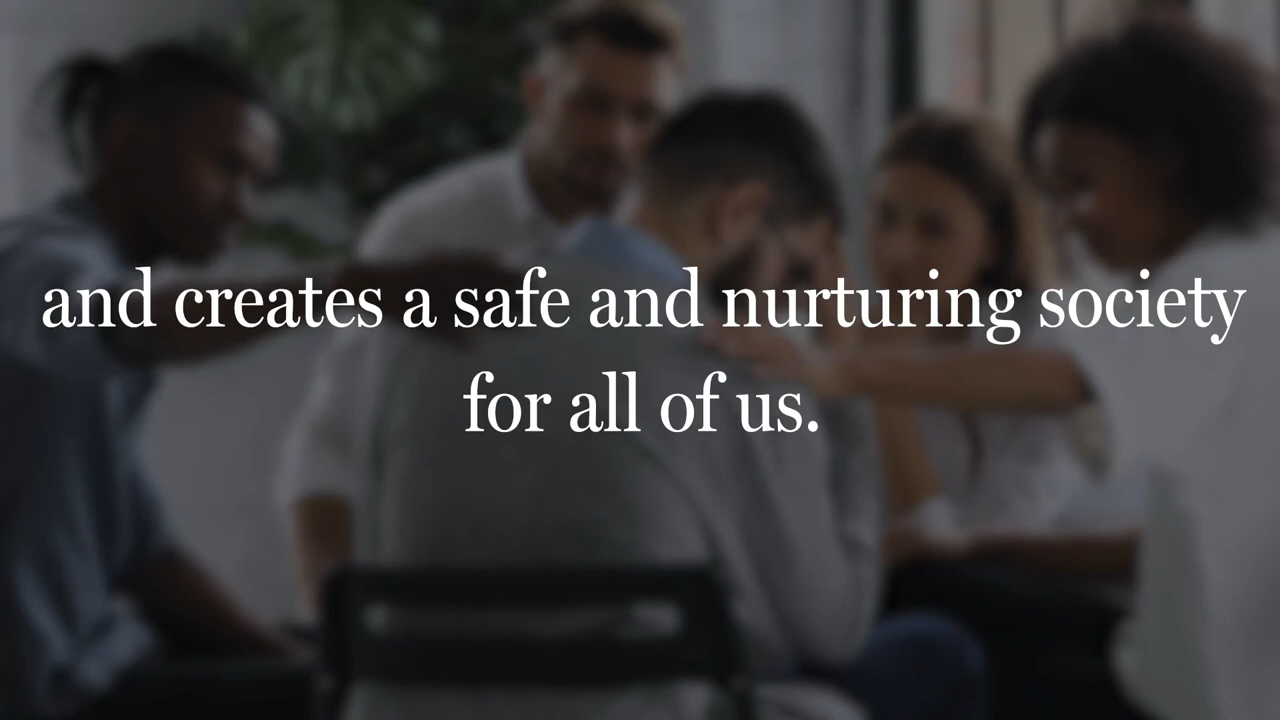 and creates a safe and nurturing society
for all of us.